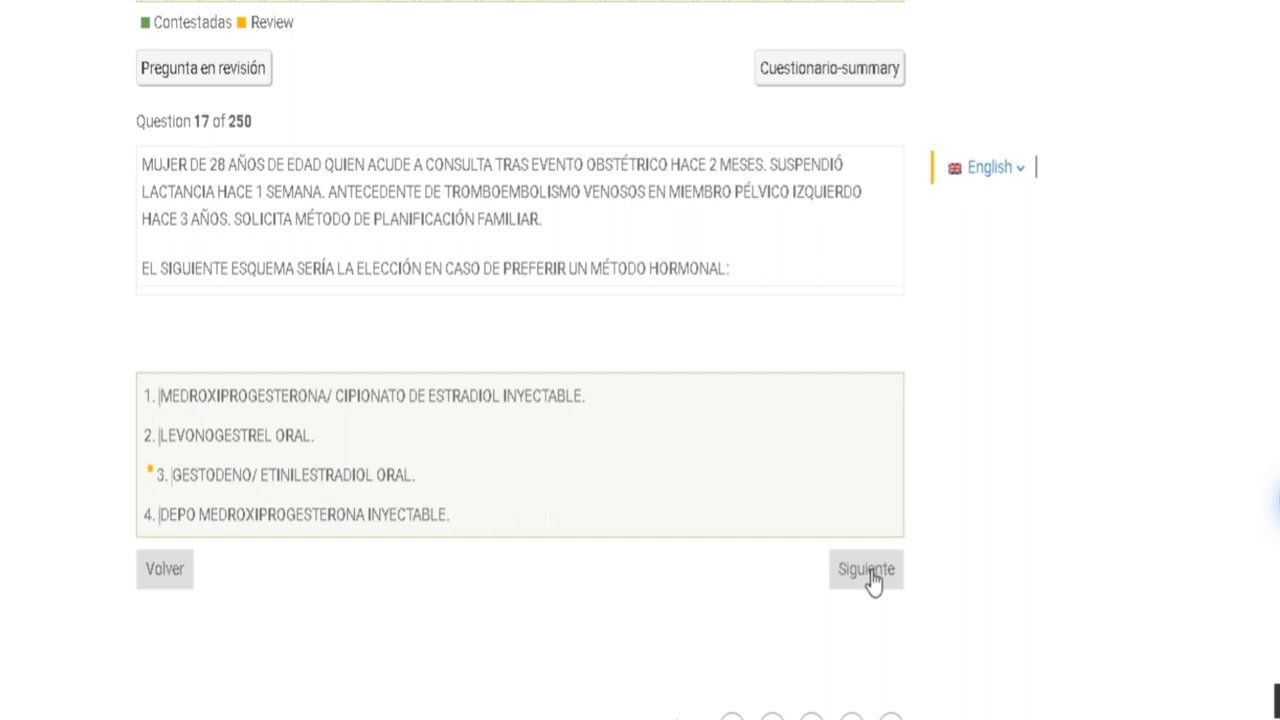 Contestadas Review
Pregunta en revisión
Cuestionario-summary
Question 17 of 250
MUJER DE 28 AÑOS DE EDAD QUIEN ACUDE A CONSULTA TRAS EVENTO OBSTÉTRICO HACE 2 MESES. SUSPENDIÓ
LACTANCIA HACE 1 SEMANA. ANTECEDENTE DE TROMBOEMBOLISMO VENOSOS EN MIEMBRO PÉLVICO IZQUIERDO
HACE 3 AÑOS. SOLICITA MÉTODO DE PLANIFICACIÓN FAMILIAR.
EL SIGUIENTE ESQUEMA SERÍA LA ELECCIÓN EN CASO DE PREFERIR UN MÉTODO HORMONAL:
English
1. MEDROXIPROGESTERONA/ CIPIONATO DE ESTRADIOL INYECTABLE.
2. LEVONOGESTREL ORAL.
3. GESTODENO/ ETINILESTRADIOL ORAL.
4. DEPO MEDROXIPROGESTERONA INYECTABLE.
Volver
Siguiente